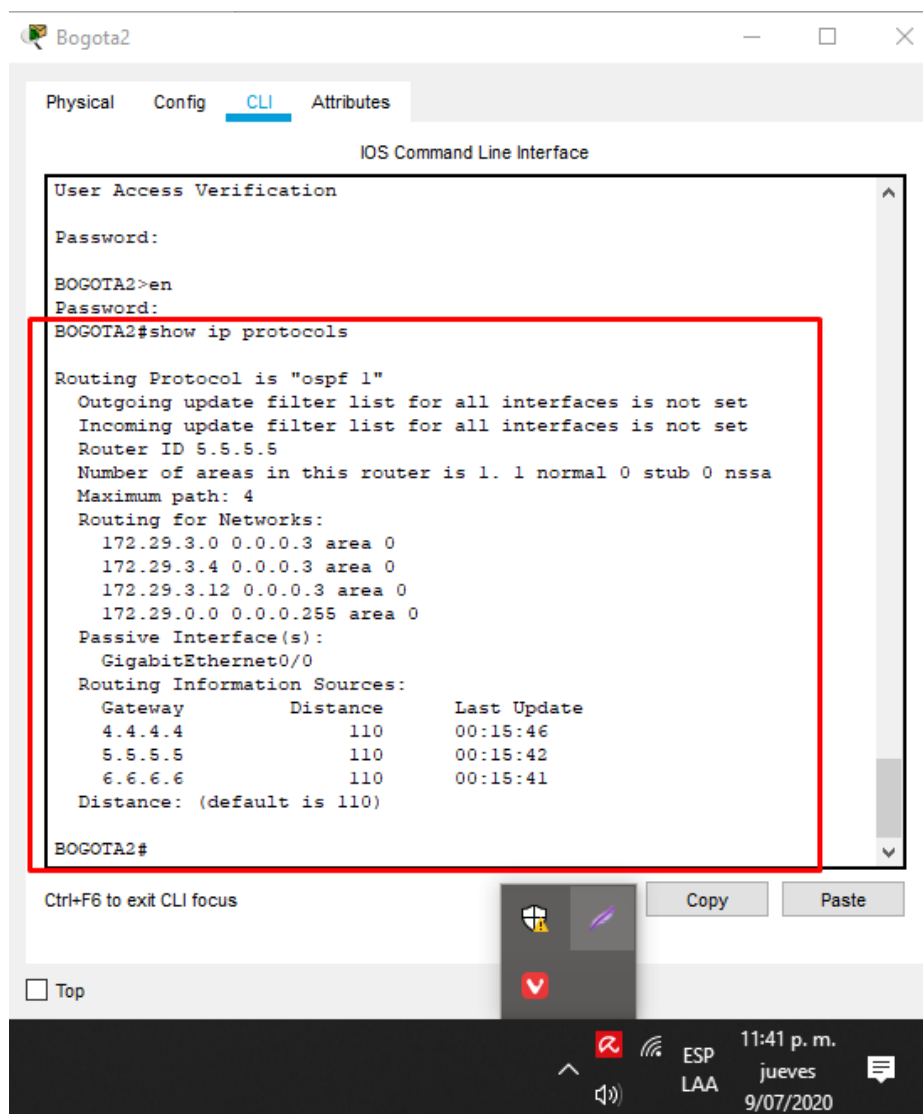 Bogota2
Physical Config CLI Attributes
IOS Command Line Interface
User Access Verification
Password:
BOGOTA2>en
Password:
BOGOTA2#show ip protocols
Routing Protocol is "ospf 1"
Outgoing update filter list for all interfaces is not set
Incoming update filter list for all interfaces is not set
Router ID 5.5.5.5
Number of areas in this router is 1. 1 normal 0 stub 0 nssa
Maximum path: 4
Routing for Networks:
172.29.3.0 0.0.0.3 area 0
172.29.3.4 0.0.0.3 area 0
172.29.3.12 0.0.0.3 area 0
172.29.0.0 0.0.0.255 area 0
Passive Interface(s):
GigabitEthernet0/0
Routing Information Sources:
Gateway Distance Last Update
4.4.4.4 110 00:15:46
5.5.5.5 110 00:15:42
6.6.6.6 110 00:15:41
Distance: (default is 110)
BOGOTA2#
Ctrl+F6 to exit CLI focus
Copy Paste
Top
ESP
LAA
11:41 p. m.
jueves
9/07/2020